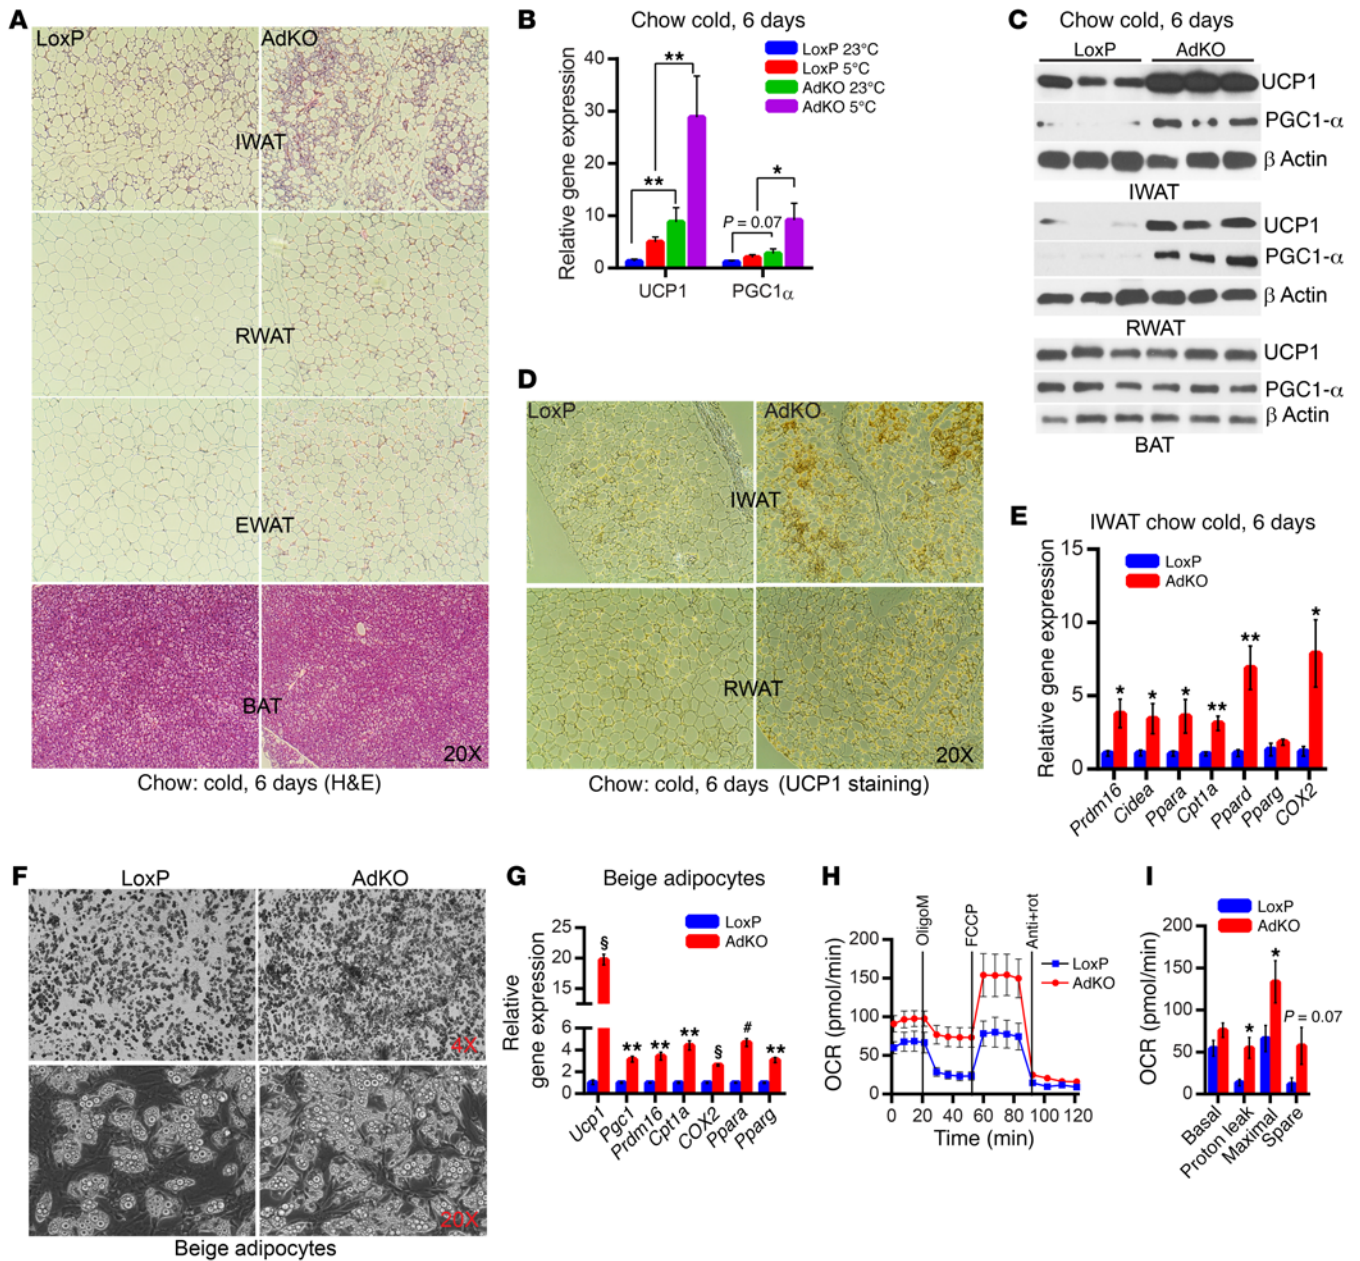 A
LoxP
AdKO
IWAT
RWAT
EWAT
BAT
20X
Chow: cold, 6 days (H&E)
B
Chow cold, 6 days
Relative gene expression
40
30
20
10
0
LoxP 23°C
LoxP 5°C
AdKO 23°C
AdKO 5°C
**
**
P = 0.07
*
UCP1
PGC1α
C
Chow cold, 6 days
LoxP
AdKO
UCP1
PGC1-α
β Actin
IWAT
UCP1
PGC1-α
β Actin
RWAT
UCP1
PGC1-α
β Actin
BAT
D
LoxP
AdKO
IWAT
RWAT
20X
Chow: cold, 6 days (UCP1 staining)
E
IWAT chow cold, 6 days
Relative gene expression
15
10
5
0
LoxP
AdKO
*
*
*
**
**
*
Prdm16
Cidea
Ppara
Cpt1a
Ppard
Pparg
COX2
F
LoxP
AdKO
4X
20X
Beige adipocytes
G
Beige adipocytes
Relative
gene expression
25
20
15
6
4
2
0
LoxP
AdKO
§
**
**
**
§
#
**
Ucp1
Pgc1
Prdm16
Cpt1a
COX2
Ppara
Pparg
H
OCR (pmol/min)
200
150
100
50
0
OligoM
FCCP
Anti+rot
LoxP
AdKO
0 20 40 60 80 100 120
Time (min)
I
LoxP
AdKO
OCR (pmol/min)
200
150
100
50
0
*
*
P = 0.07
Basal
Proton leak
Maximal
Spare